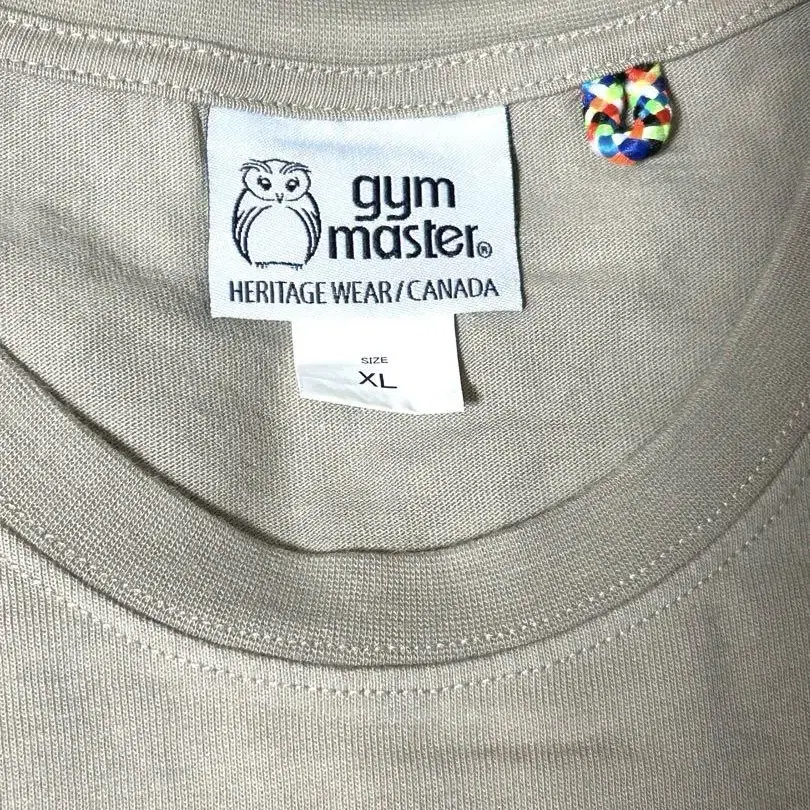 gym
master®
HERITAGE WEAR/CANADA
SIZE
XL